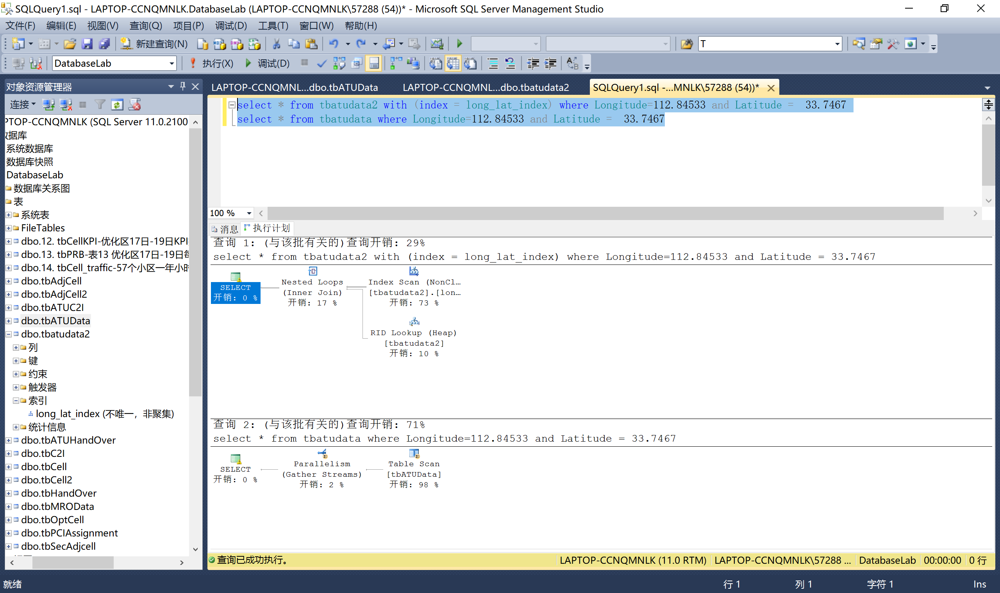 SQLQuery1.sql - LAPTOP-CCNQMNLK.DatabaseLab (LAPTOP-CCNQMNLK\57288 (54))* - Microsoft SQL Server Management Studio
文件(F) 编辑(E) 视图(V) 查询(Q) 项目(P) 调试(D) 工具(T) 窗口(W) 帮助(H)
新建查询(N) T
DatabaseLab 执行(X) 调试(D)
对象资源管理器
连接
PTOP-CCNQMNLK (SQL Server 11.0.2100
数据库
系统数据库
数据库快照
DatabaseLab
数据库关系图
表
系统表
FileTables
dbo.12. tbCellKPI-优化区17日-19日KPI
dbo.13. tbPRB-表13 优化区17日-19日每
dbo.14. tbCell_traffic-57个小区一年小时
dbo.tbAdjCell
dbo.tbAdjCell2
dbo.tbATUC2I
dbo.tbATUData
dbo.tbatudata2
列
键
约束
触发器
索引
long_lat_index (不唯一，非聚集)
统计信息
dbo.tbATUHandOver
dbo.tbC2I
dbo.tbCell
dbo.tbCell2
dbo.tbHandOver
dbo.tbMROData
dbo.tbOptCell
dbo.tbPCIAssignment
dbo.tbSecAdjcell
LAPTOP-CCNQMNL...dbo.tbATUData LAPTOP-CCNQMNL...dbo.tbatudata2 SQLQuery1.sql -...MNLK\57288 (54))*
select * from tbatudata2 with (index = long_lat_index) where Longitude=112.84533 and Latitude =  33.7467
select * from tbatudata where Longitude=112.84533 and Latitude =  33.7467
100 %
消息 执行计划
查询 1: (与该批有关的)查询开销: 29%
select * from tbatudata2 with (index = long_lat_index) where Longitude=112.84533 and Latitude = 33.7467
SELECT
开销: 0 %
Nested Loops
(Inner Join)
开销: 17 %
Index Scan (NonCl...
[tbatudata2].[lon...
开销: 73 %
RID Lookup (Heap)
[tbatudata2]
开销: 10 %
查询 2: (与该批有关的)查询开销: 71%
select * from tbatudata where Longitude=112.84533 and Latitude = 33.7467
SELECT
开销: 0 %
Parallelism
(Gather Streams)
开销: 2 %
Table Scan
[tbATUData]
开销: 98 %
查询已成功执行。 LAPTOP-CCNQMNLK (11.0 RTM) LAPTOP-CCNQMNLK\57288 ... DatabaseLab 00:00:00 0 行
就绪 行 1 列 1 字符 1 Ins